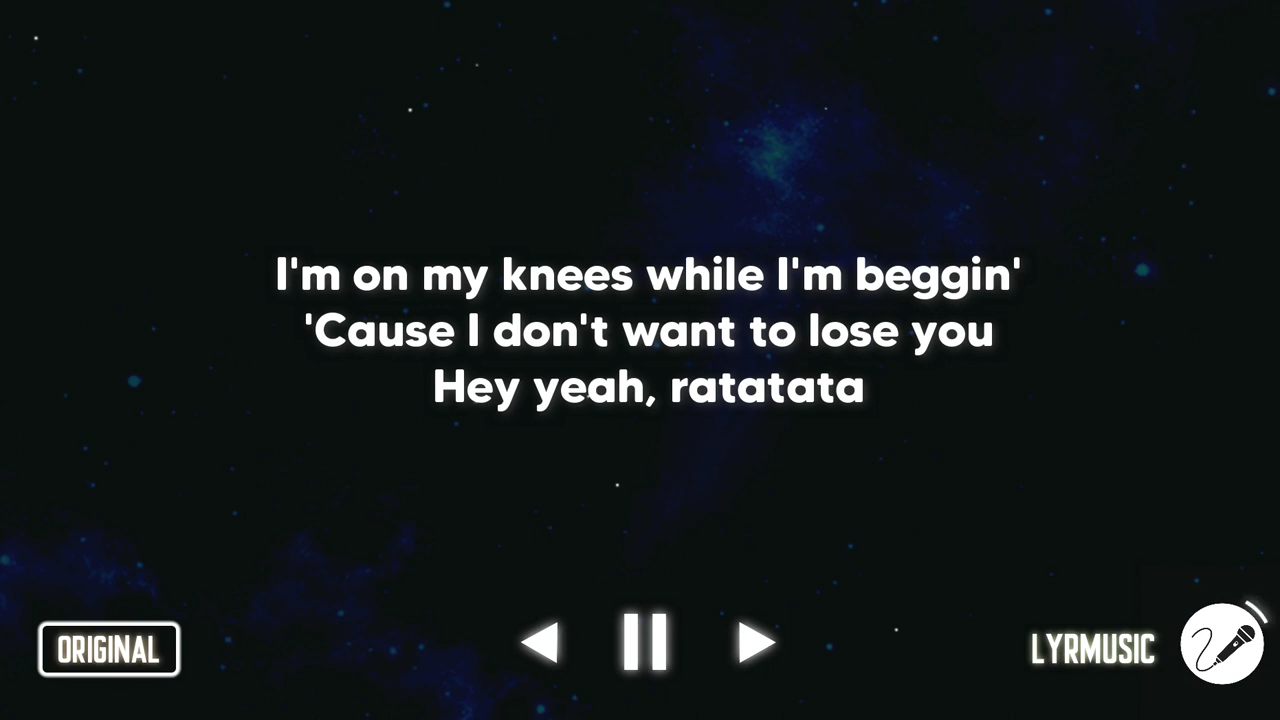 I'm on my knees while I'm beggin'
'Cause I don't want to lose you
Hey yeah, ratatata
ORIGINAL
LYRMUSIC